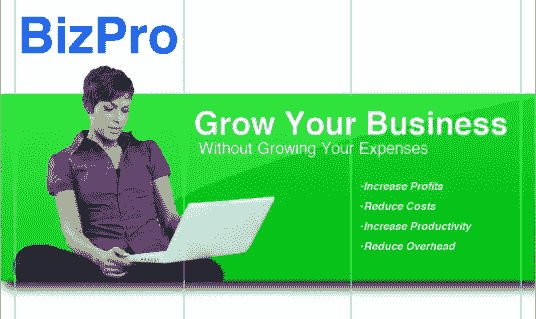 BizPro
Grow Your Business
Without Growing Your Expenses
-Increase Profits
-Reduce Costs
-Increase Productivity
-Reduce Overhead